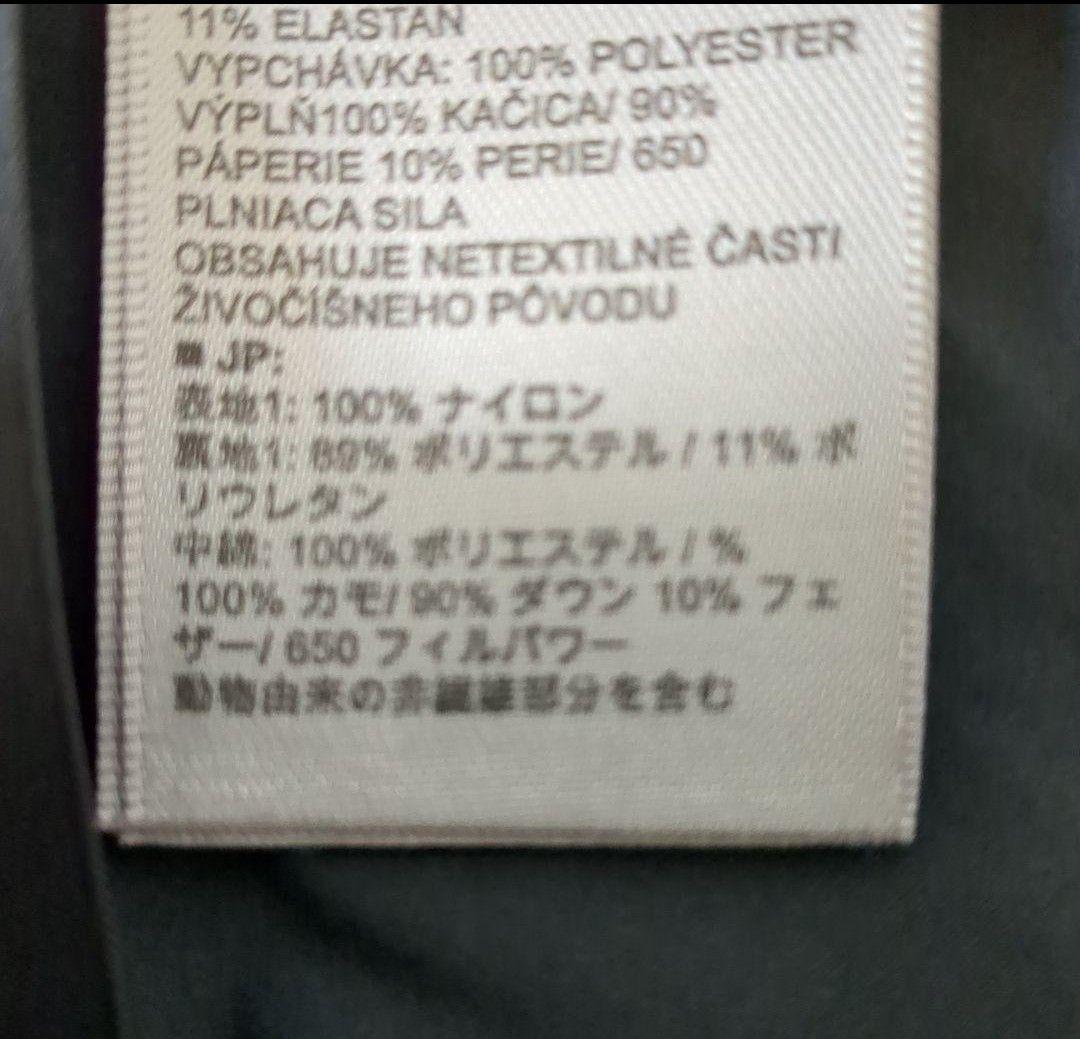 11% ELASTAN
VYPCHÁVKA: 100% POLYESTER
VÝPLŇ100% KAČICA/ 90%
PÁPERIE 10% PERIE/ 650
PLNIACA SILA
OBSAHUJE NETEXTILNÉ ČASTI
ŽIVOČÍŠNEHO PÔVODU
■ JP:
表地1: 100% ナイロン
裏地1: 89% ポリエステル / 11% ポ
リウレタン
中綿: 100% ポリエステル / %
100% カモ/ 90% ダウン 10% フェ
ザー/ 650 フィルパワー
動物由来の非繊維部分を含む